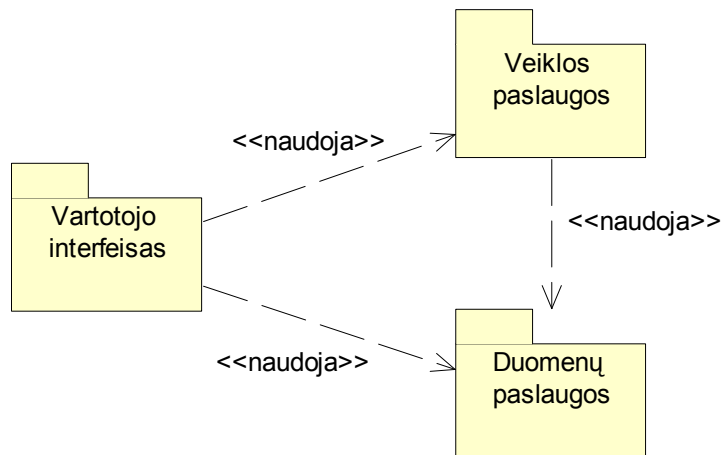 Veiklos
paslaugos
<<naudoja>>
Vartotojo
interfeisas
<<naudoja>>
<<naudoja>>
Duomenų
paslaugos